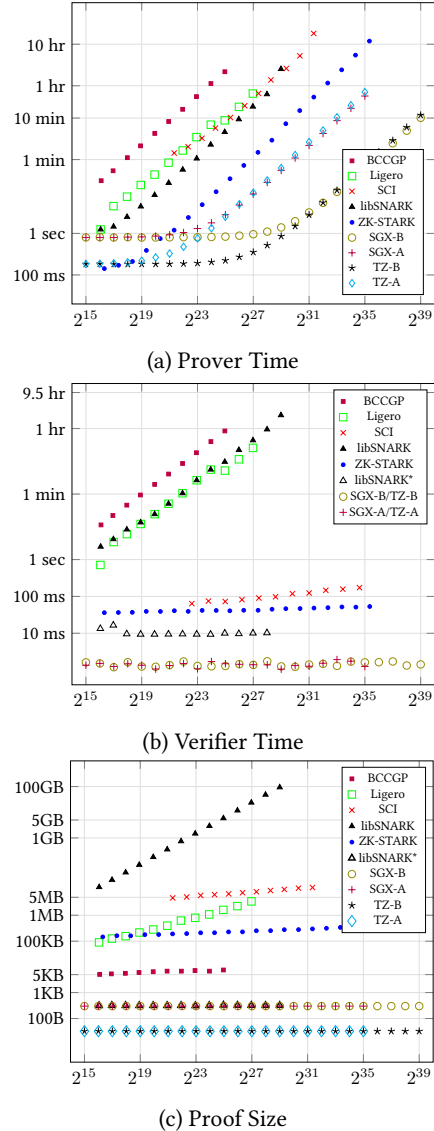 10 hr
1 hr
10 min
1 min
1 sec
100 ms
BCCGP
Ligero
SCI
libSNARK
ZK-STARK
SGX-B
SGX-A
TZ-B
TZ-A
2^15 2^19 2^23 2^27 2^31 2^35 2^39
(a) Prover Time
9.5 hr
1 hr
1 min
1 sec
100 ms
10 ms
BCCGP
Ligero
SCI
libSNARK
ZK-STARK
libSNARK*
SGX-B/TZ-B
SGX-A/TZ-A
2^15 2^19 2^23 2^27 2^31 2^35 2^39
(b) Verifier Time
100GB
5GB
1GB
5MB
1MB
100KB
5KB
1KB
100B
BCCGP
Ligero
SCI
libSNARK
ZK-STARK
libSNARK*
SGX-B
SGX-A
TZ-B
TZ-A
2^15 2^19 2^23 2^27 2^31 2^35 2^39
(c) Proof Size